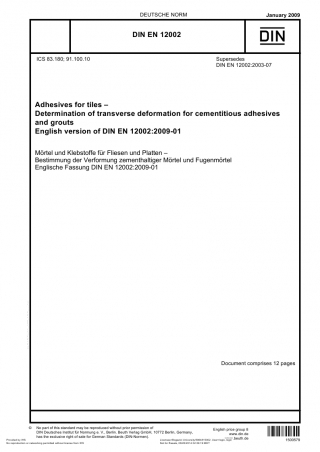 DEUTSCHE NORM
January 2009
DIN EN 12002
DIN
ICS 83.180; 91.100.10
Supersedes
DIN EN 12002:2003-07
Adhesives for tiles –
Determination of transverse deformation for cementitious adhesives
and grouts
English version of DIN EN 12002:2009-01
Mörtel und Klebstoffe für Fliesen und Platten –
Bestimmung der Verformung zementhaltiger Mörtel und Fugenmörtel
Englische Fassung DIN EN 12002:2009-01
Document comprises 12 pages
© No part of this standard may be reproduced without prior permission of
DIN Deutsches Institut für Normung e.V., Berlin. Beuth Verlag GmbH, 10772 Berlin, Germany,
has the exclusive right of sale for German Standards (DIN-Normen).
English price group 8
www.din.de
www.beuth.de